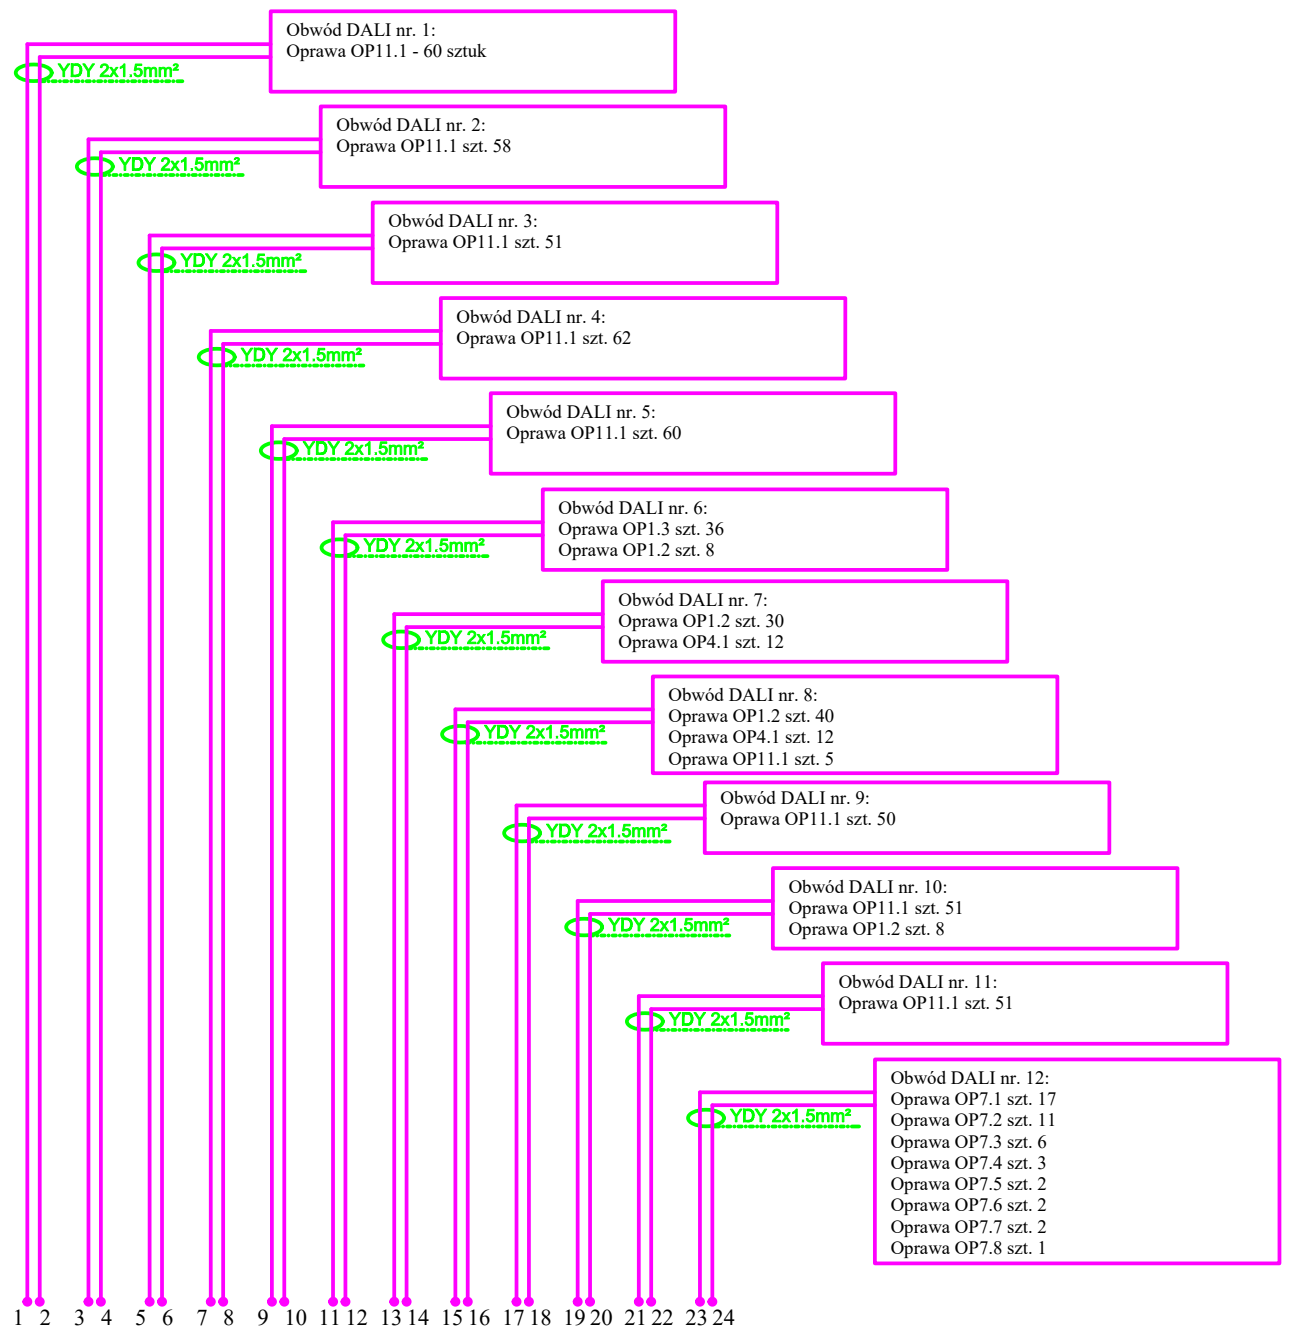 Obwód DALI nr. 1:
Oprawa OP11.1 - 60 sztuk
YDY 2x1.5mm²
Obwód DALI nr. 2:
Oprawa OP11.1 szt. 58
YDY 2x1.5mm²
Obwód DALI nr. 3:
Oprawa OP11.1 szt. 51
YDY 2x1.5mm²
Obwód DALI nr. 4:
Oprawa OP11.1 szt. 62
YDY 2x1.5mm²
Obwód DALI nr. 5:
Oprawa OP11.1 szt. 60
YDY 2x1.5mm²
Obwód DALI nr. 6:
Oprawa OP1.3 szt. 36
Oprawa OP1.2 szt. 8
YDY 2x1.5mm²
Obwód DALI nr. 7:
Oprawa OP1.2 szt. 30
Oprawa OP4.1 szt. 12
YDY 2x1.5mm²
Obwód DALI nr. 8:
Oprawa OP1.2 szt. 40
Oprawa OP4.1 szt. 12
Oprawa OP11.1 szt. 5
YDY 2x1.5mm²
Obwód DALI nr. 9:
Oprawa OP11.1 szt. 50
YDY 2x1.5mm²
Obwód DALI nr. 10:
Oprawa OP11.1 szt. 51
Oprawa OP1.2 szt. 8
YDY 2x1.5mm²
Obwód DALI nr. 11:
Oprawa OP11.1 szt. 51
YDY 2x1.5mm²
Obwód DALI nr. 12:
Oprawa OP7.1 szt. 17
Oprawa OP7.2 szt. 11
Oprawa OP7.3 szt. 6
Oprawa OP7.4 szt. 3
Oprawa OP7.5 szt. 2
Oprawa OP7.6 szt. 2
Oprawa OP7.7 szt. 2
Oprawa OP7.8 szt. 1
YDY 2x1.5mm²
1 2 3 4 5 6 7 8 9 10 11 12 13 14 15 16 17 18 19 20 21 22 23 24